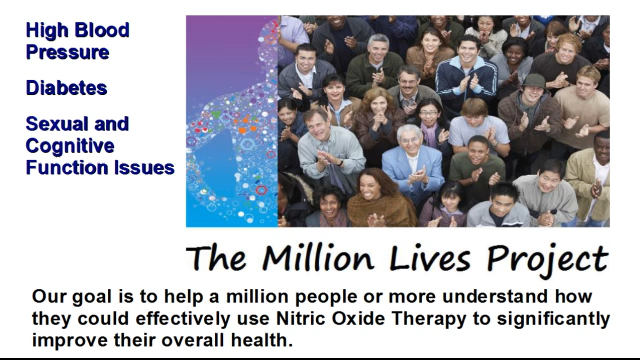 High Blood
Pressure
Diabetes
Sexual and
Cognitive
Function Issues
The Million Lives Project
Our goal is to help a million people or more understand how
they could effectively use Nitric Oxide Therapy to significantly
improve their overall health.